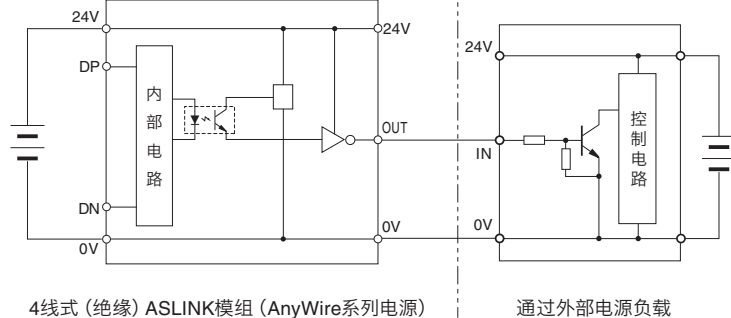 24V
24V
24V
DP
内部电路
控制电路
OUT
IN
DN
0V
0V
0V
4线式（绝缘）ASLINK模组（AnyWire系列电源）
通过外部电源负载